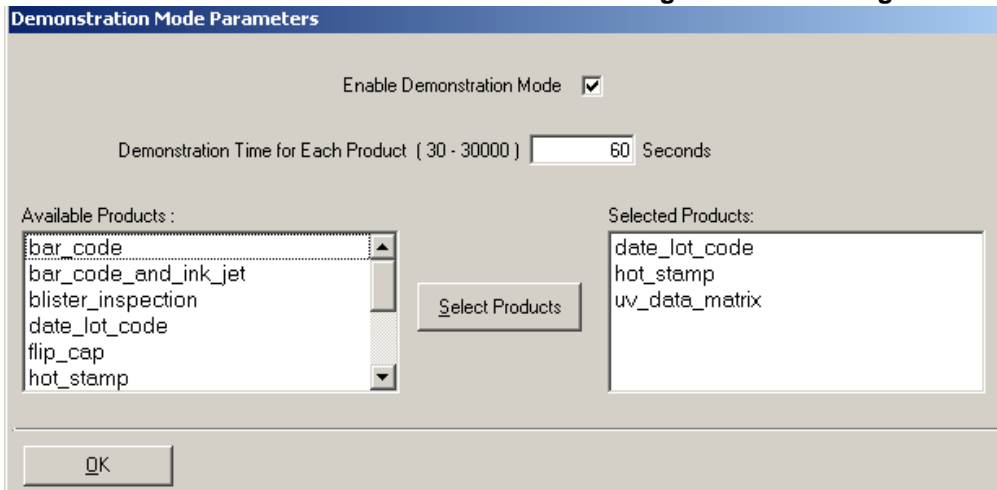 Demonstration Mode Parameters
Enable Demonstration Mode
Demonstration Time for Each Product ( 30 - 30000 ) 60 Seconds
Available Products :
bar_code
bar_code_and_ink_jet
blister_inspection
date_lot_code
flip_cap
hot_stamp
Select Products
Selected Products:
date_lot_code
hot_stamp
uv_data_matrix
OK